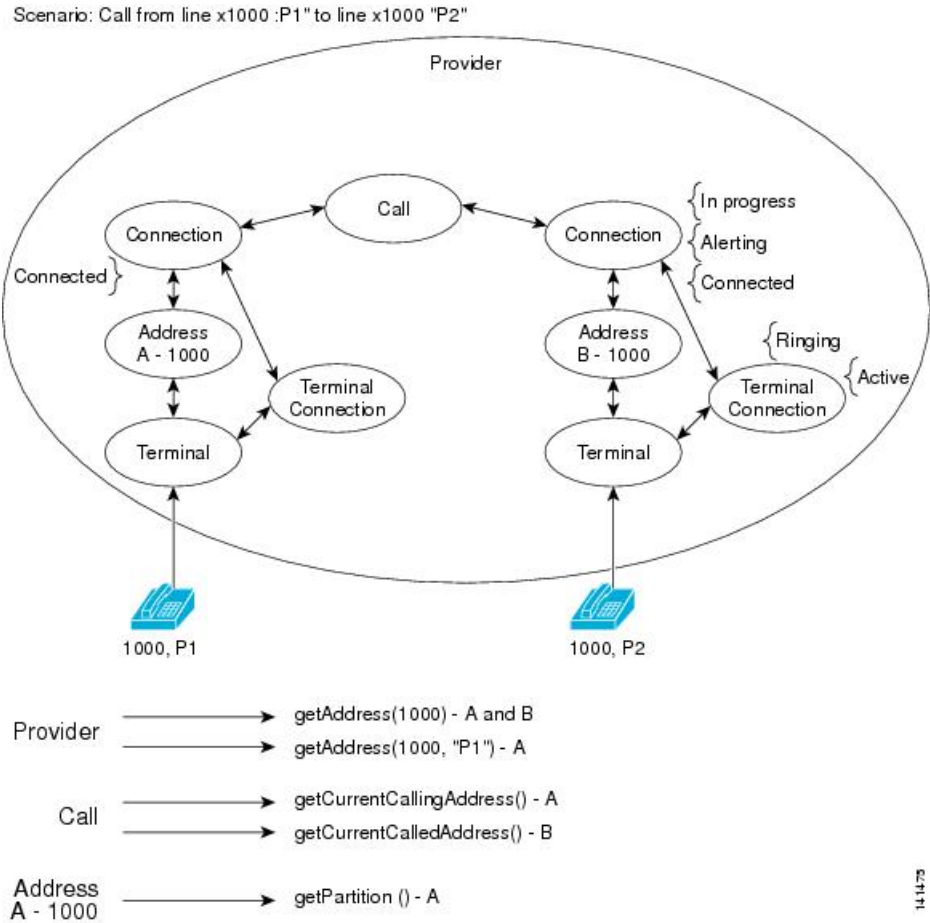 Scenario: Call from line x1000 :P1" to line x1000 "P2"
Provider
Call
Connection
Connection
{In progress
{Alerting
{Connected
Connected}
Address
A - 1000
Address
B - 1000
{Ringing
{Active
Terminal
Connection
Terminal
Connection
Terminal
Terminal
1000, P1
1000, P2
Provider
getAddress(1000) - A and B
getAddress(1000, "P1") - A
Call
getCurrentCallingAddress() - A
getCurrentCalledAddress() - B
Address
A - 1000
getPartition () - A
141475